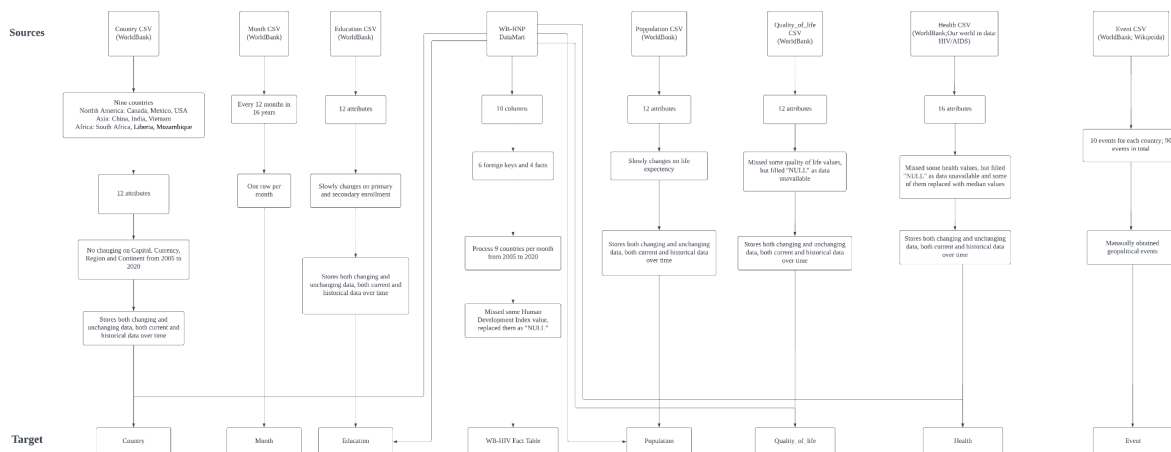 Sources
Country CSV
(WorldBank)
Month CSV
(WorldBank)
Education CSV
(WorldBank)
WB-HNP
DataMart
Poppulation CSV
(WorldBank)
Quality_of_life
CSV
(WorldBank)
Health CSV
(WorldBank;Our world in data;
HIV/AIDS)
Event CSV
(WorldBank; Wikipeida)
Nine countries
Northh America: Canada, Mexico, USA
Asia: China, India, Vietnam
Africa: South Africa, Liberia, Mozambique
Every 12 months in
16 years
12 attributes
10 columns
12 attributes
12 attributes
16 attributes
10 events for each country; 90
events in total
12 attributes
One row per
month
Slowly changes on primary
and secondary enrollment
6 foreign keys and 4 facts
Slowly changes on life
expectency
Missed some quality of life values,
but filled "NULL" as data
unavailable
Missed some health values, but filled
"NULL" as data unavailable and some
of them replaced with median values
No changing on Capital, Currency,
Region and Continent from 2005 to
2020
Stores both changing and
unchanging data, both current and
historical data over time
Process 9 countries per month
from 2005 to 2020
Stores both changing and unchanging
data, both current and historical data
over time
Stores both changing and unchanging
data, both current and historical data
over time
Stores both changing and unchanging
data, both current and historical data
over time
Manaually obtained
geopolitical events
Stores both changing and
unchanging data, both current and
historical data over time
Missed some Human
Development Index value,
replaced them as "NULL"
Target
Country
Month
Education
WB-HIV Fact Table
Population
Quality_of_life
Health
Event